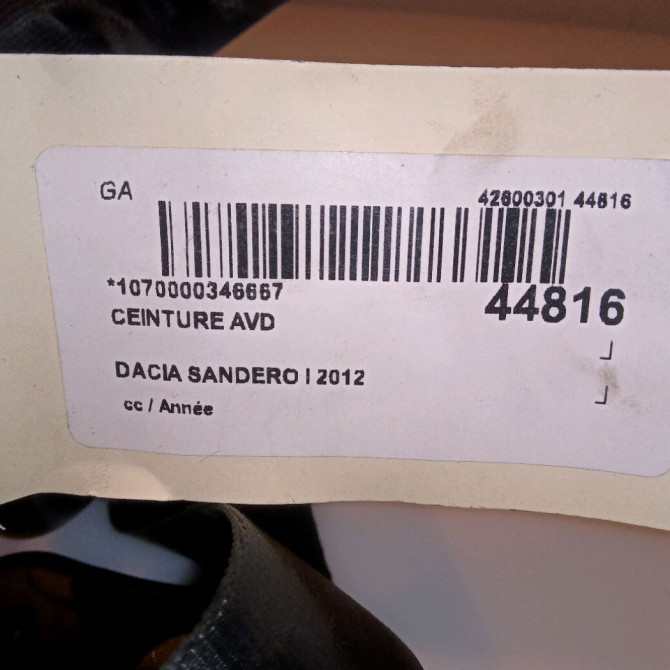 GA
42600301 44816
*1070000346667
44816
CEINTURE AVD
DACIA SANDERO I 2012
cc / Année